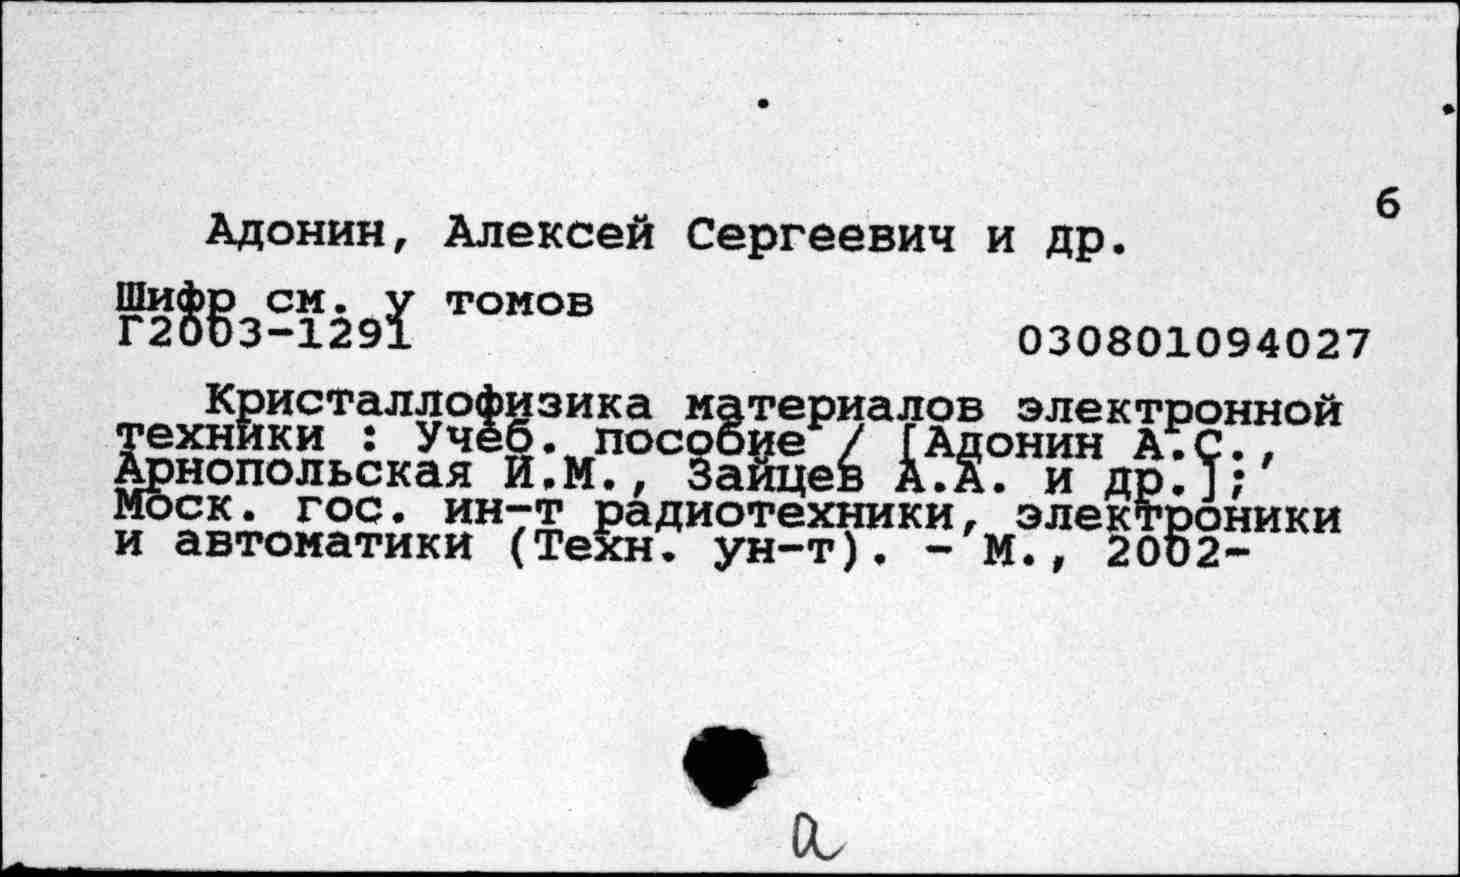 б
Адонин, Алексей Сергеевич и др.
Шифр см. у томов
Г2003-1291
030801094027
Кристаллофизика материалов электронной
техники : Учеб. пособие / [Адонин А.С.,
Арнопольская И.М., Зайцев А.А. и др.];
Моск. гос. ин-т радиотехники, электроники
и автоматики (Техн. ун-т). - М., 2002-
а